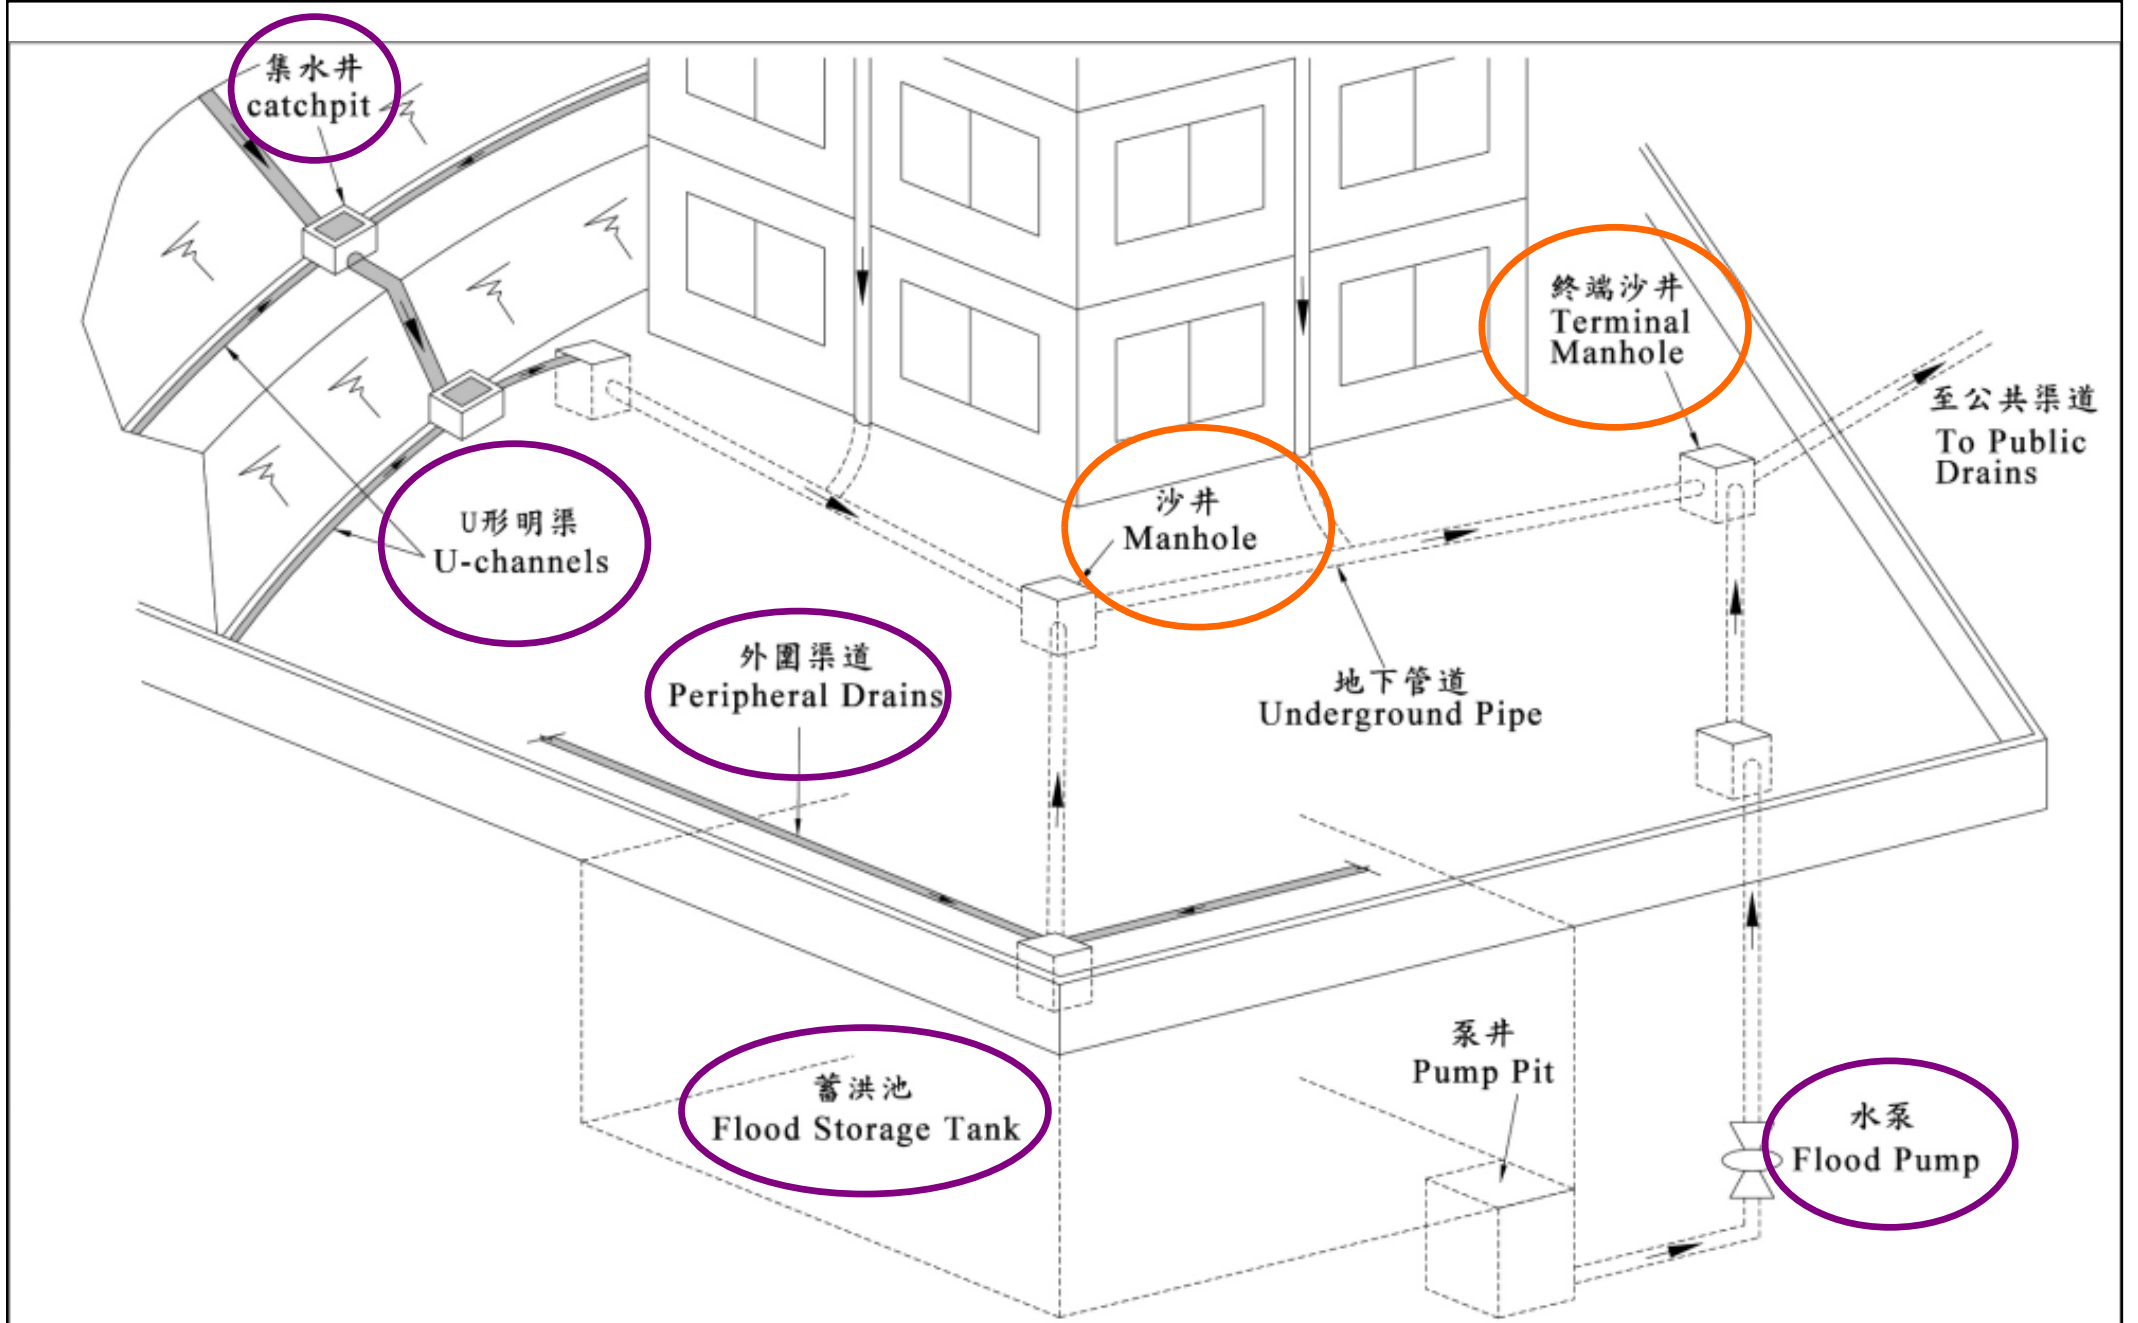 集水井
catchpit
終端沙井
Terminal
Manhole
至公共渠道
To Public
Drains
沙井
Manhole
U形明渠
U-channels
外圍渠道
Peripheral Drains
地下管道
Underground Pipe
泵井
Pump Pit
蓄洪池
Flood Storage Tank
水泵
Flood Pump